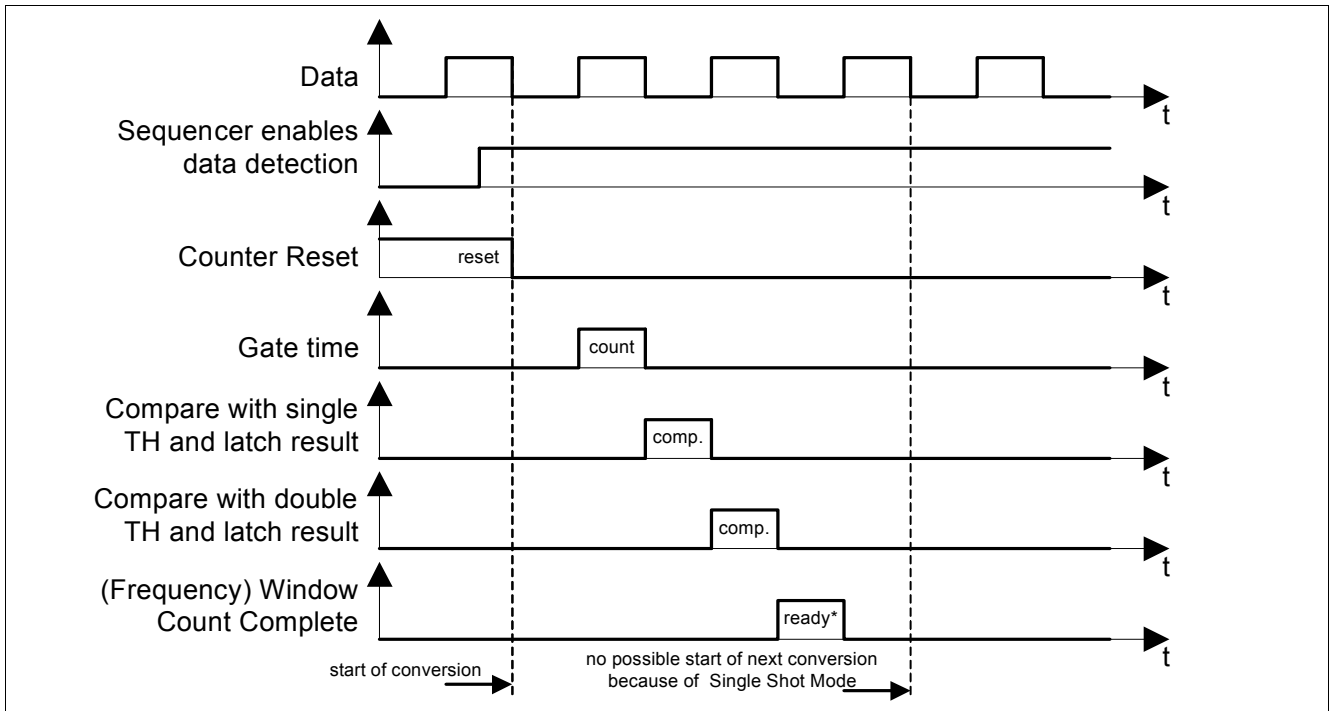 Data
t
Sequencer enables
data detection
t
Counter Reset
reset
t
Gate time
count
t
Compare with single
TH and latch result
comp.
t
Compare with double
TH and latch result
comp.
t
(Frequency) Window
Count Complete
ready*
t
start of conversion
no possible start of next conversion
because of Single Shot Mode